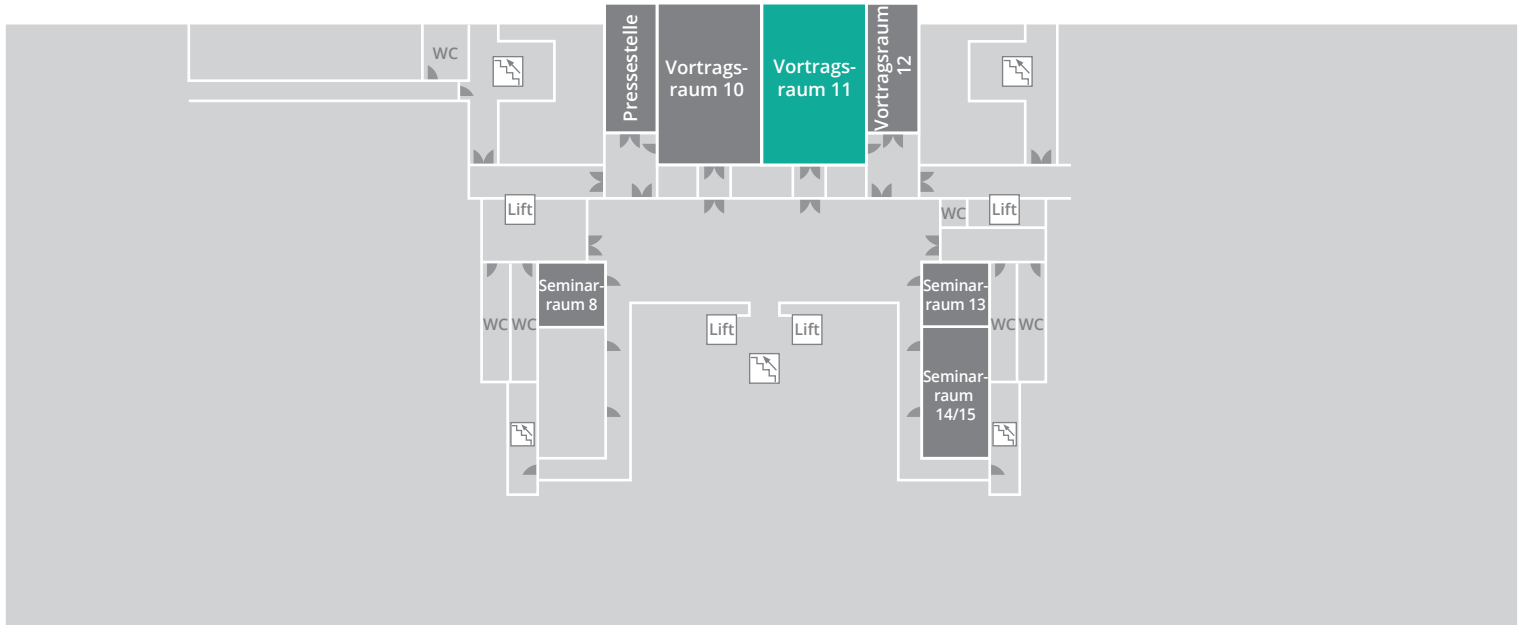 WC
Pressestelle
Vortrags-
raum 10
Vortrags-
raum 11
Vortragsraum
12
Lift
WC
Lift
Seminar-
raum 8
Seminar-
raum 13
WC
WC
Lift
Lift
WC
WC
Seminar-
raum
14/15